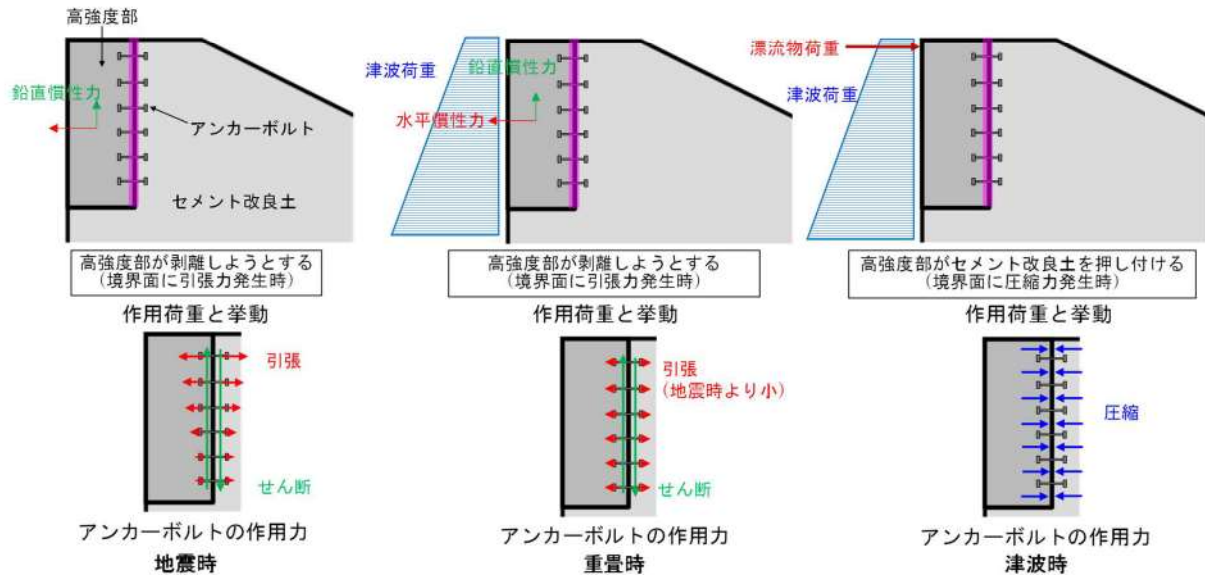 高強度部
鉛直慣性力
アンカーボルト
セメント改良土
高強度部が剥離しようとする
(境界面に引張力発生時)
作用荷重と挙動
引張
せん断
アンカーボルトの作用力
地震時
津波荷重
鉛直慣性力
水平慣性力
高強度部が剥離しようとする
(境界面に引張力発生時)
作用荷重と挙動
引張
(地震時より小)
せん断
アンカーボルトの作用力
重畳時
漂流物荷重
津波荷重
高強度部がセメント改良土を押し付ける
(境界面に圧縮力発生時)
作用荷重と挙動
圧縮
アンカーボルトの作用力
津波時